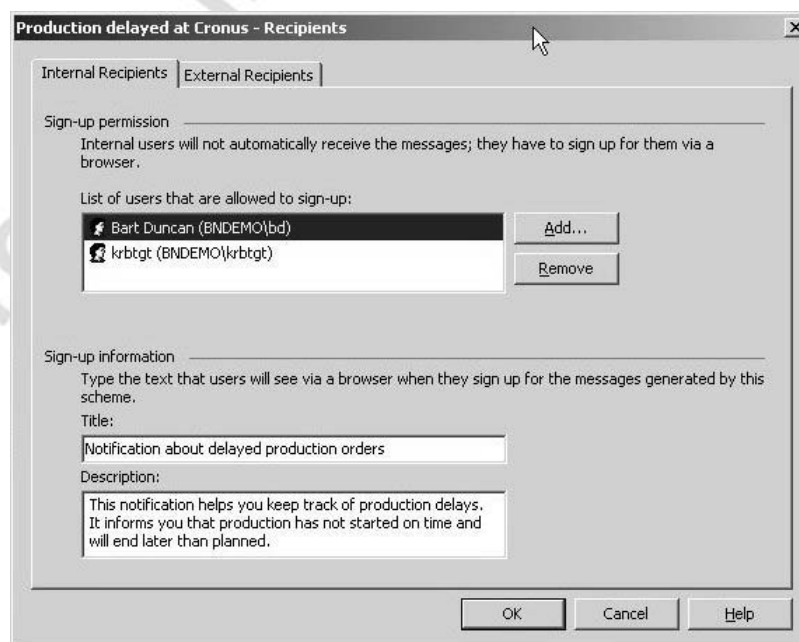 Production delayed at Cronus - Recipients
Internal Recipients
External Recipients
Sign-up permission
Internal users will not automatically receive the messages; they have to sign up for them via a
browser.
List of users that are allowed to sign-up:
Bart Duncan (BNDEMO\bd)
krbtgt (BNDEMO\krbtgt)
Add...
Remove
Sign-up information
Type the text that users will see via a browser when they sign up for the messages generated by this
scheme.
Title:
Notification about delayed production orders
Description:
This notification helps you keep track of production delays.
It informs you that production has not started on time and
will end later than planned.
OK
Cancel
Help